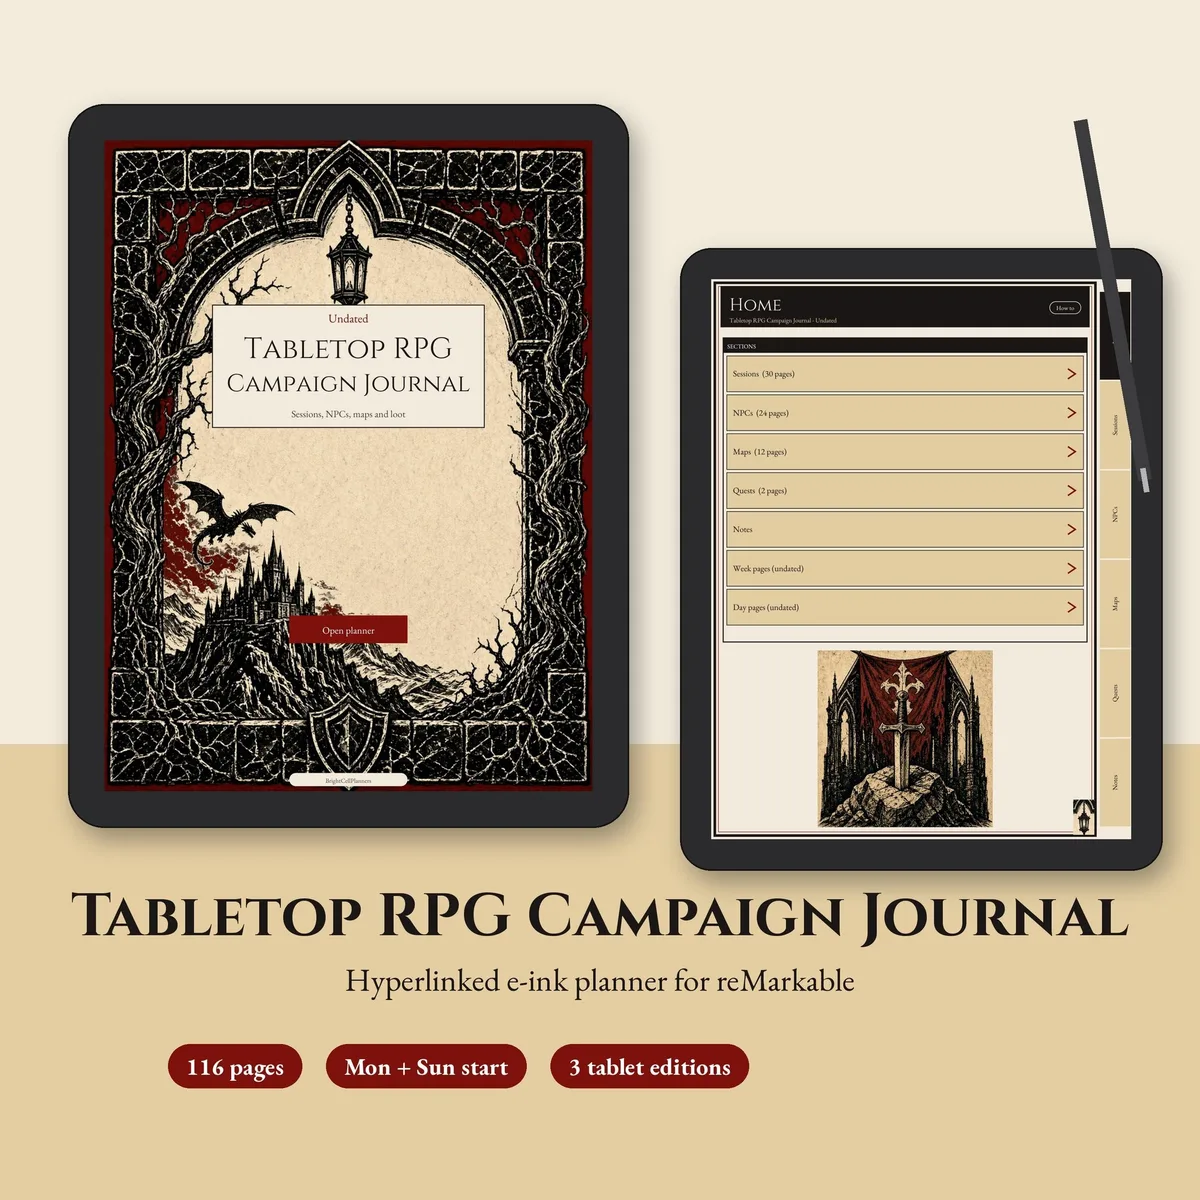 Undated
Tabletop RPG
Campaign Journal
Sessions, NPCs, maps and loot
Open planner
BrightCellPlanners
Home
How to
Tabletop RPG Campaign Journal - Undated
SECTIONS
Sessions (30 pages)
NPCs (24 pages)
Maps (12 pages)
Quests (2 pages)
Notes
Week pages (undated)
Day pages (undated)
Sessions
NPCs
Maps
Quests
Notes
Tabletop RPG Campaign Journal
Hyperlinked e-ink planner for reMarkable
116 pages
Mon + Sun start
3 tablet editions